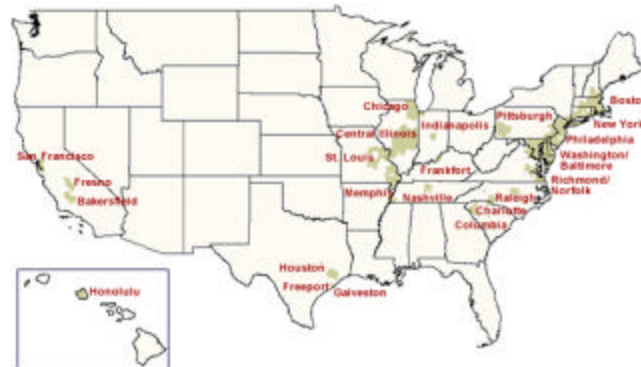 Boston
Chicago
Pittsburgh
New York
Central Illinois
Indianapolis
Philadelphia
San Francisco
St. Louis
Frankfort
Washington/
Baltimore
Fresno
Memphis
Nashville
Raleigh
Richmond/
Norfolk
Bakersfield
Charlotte
Columbia
Houston
Freeport
Galveston
Honolulu